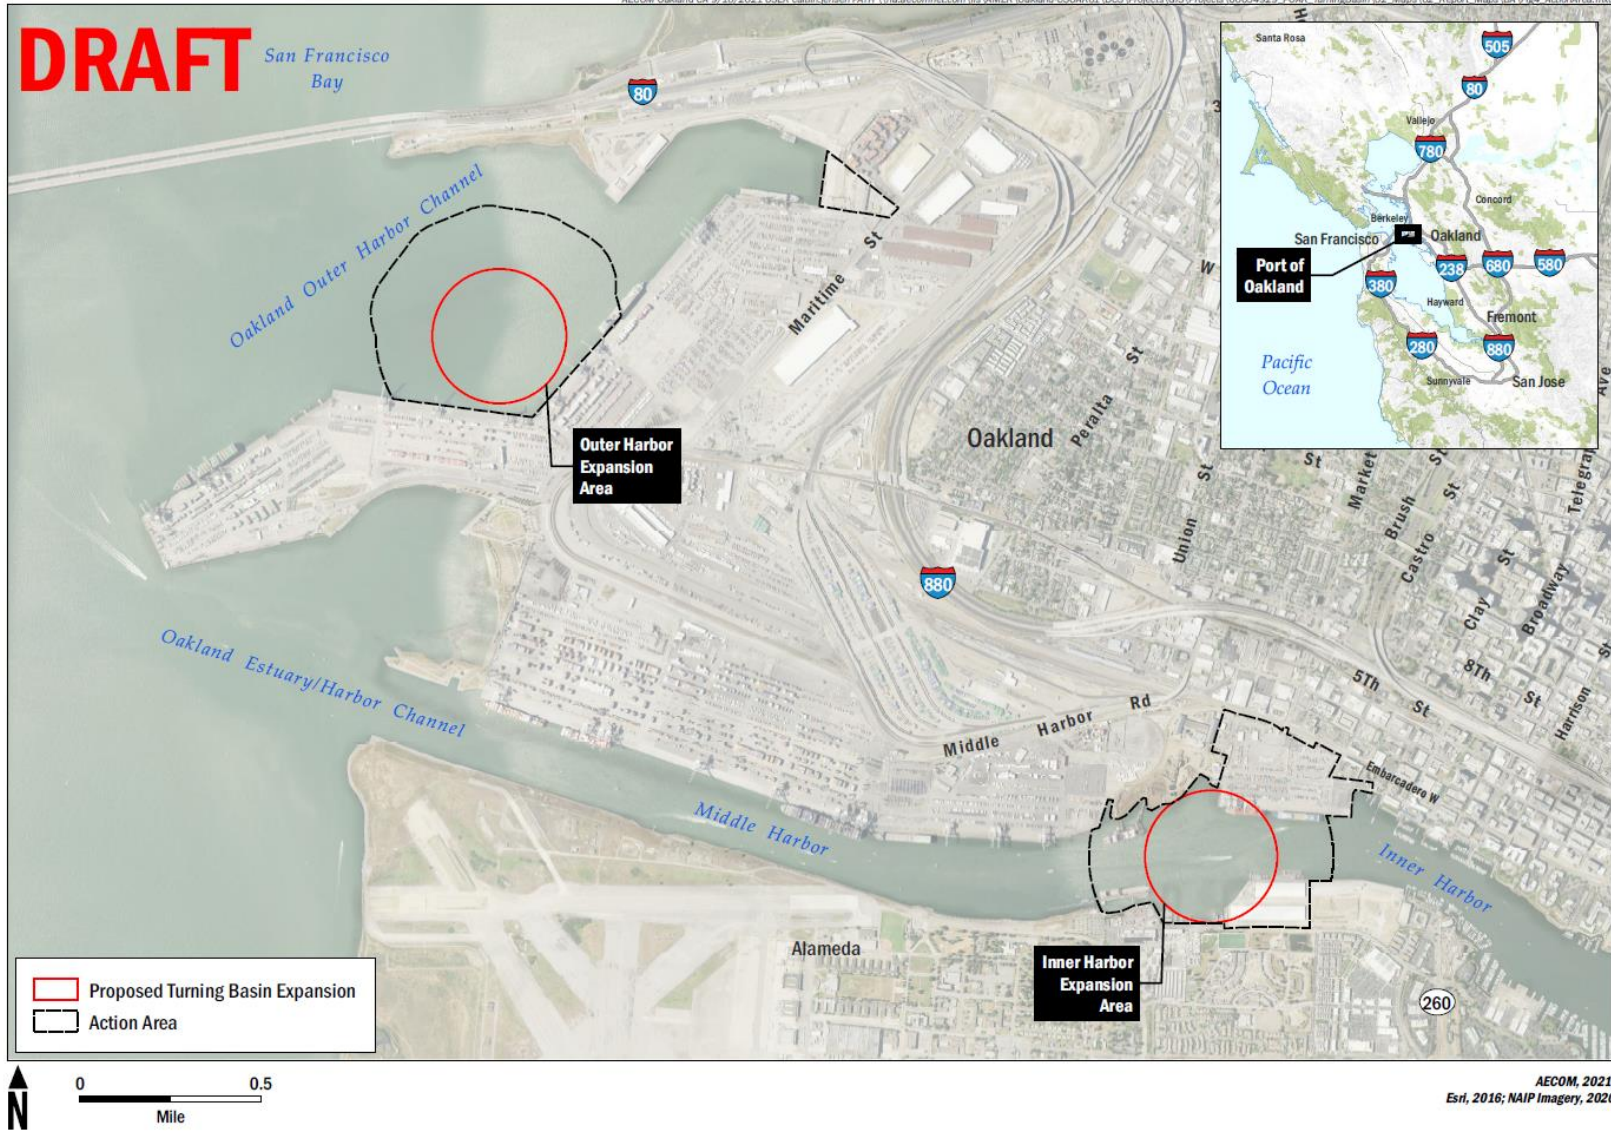 DRAFT
San Francisco
Bay
80
Oakland Outer Harbor Channel
Maritime St
Outer Harbor
Expansion
Area
Oakland
Peralta St
Union St
W
3
880
St
Market St
Brush St
Castro St
Clay St
Broadway
Telegrap
Ave
8Th St
5Th St
Harrison St
Embarcadero W
Middle Harbor Rd
Oakland Estuary/Harbor Channel
Middle Harbor
Inner Harbor
Alameda
Inner Harbor
Expansion
Area
260
Santa Rosa
505
80
Vallejo
780
Concord
Berkeley
San Francisco
Oakland
Port of
Oakland
238
680
580
380
Hayward
Fremont
280
880
Pacific
Ocean
Sunnyvale
San Jose
Proposed Turning Basin Expansion
Action Area
N
0 0.5
Mile
AECOM, 2021
Esri, 2016; NAIP Imagery, 2020